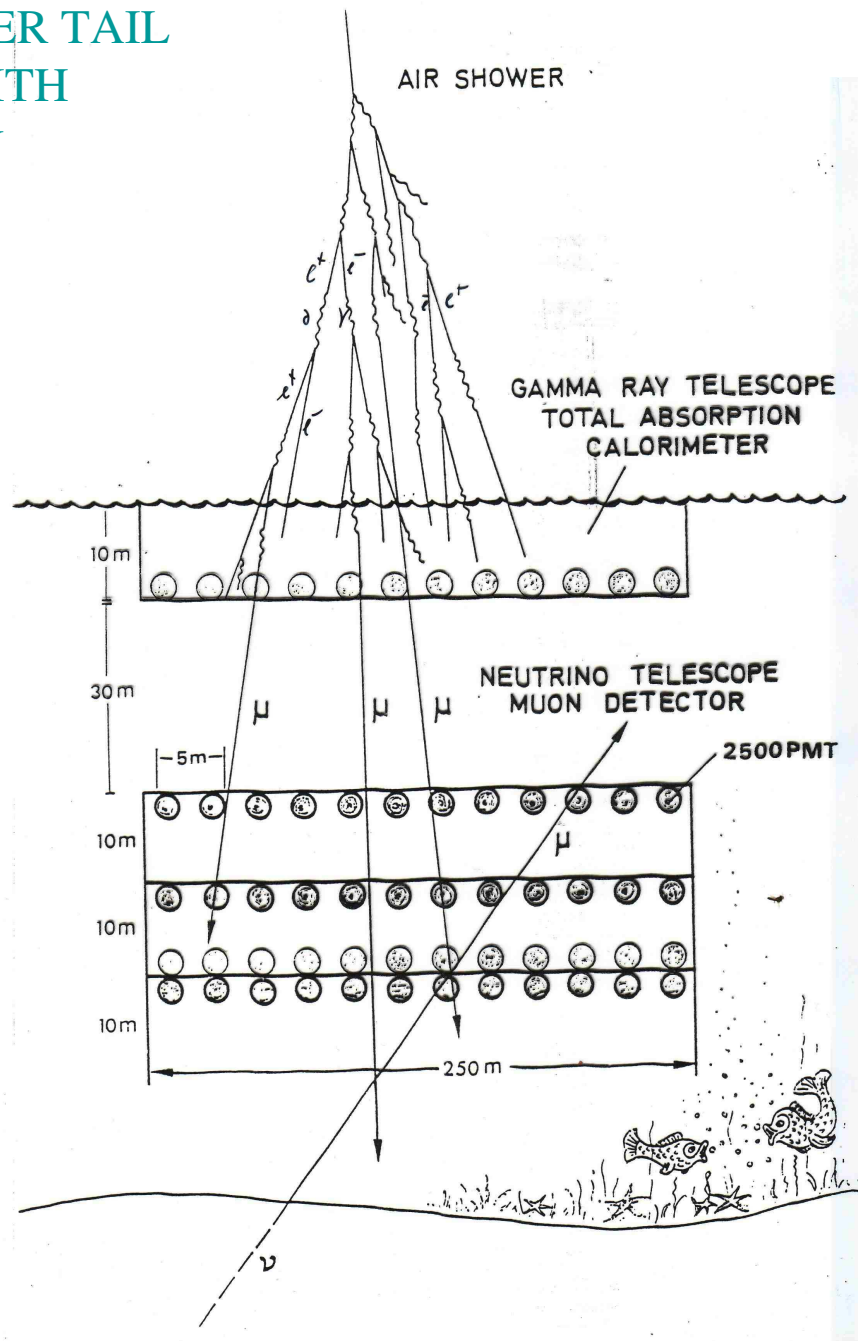 ER TAIL
ITH
AIR SHOWER
e⁺
e⁻
γ
e⁺
e⁺
e⁻
GAMMA RAY TELESCOPE
TOTAL ABSORPTION
CALORIMETER
10m
30m
μ
μ
μ
NEUTRINO TELESCOPE
MUON DETECTOR
5m
2500PMT
10m
μ
10m
10m
250m
ν